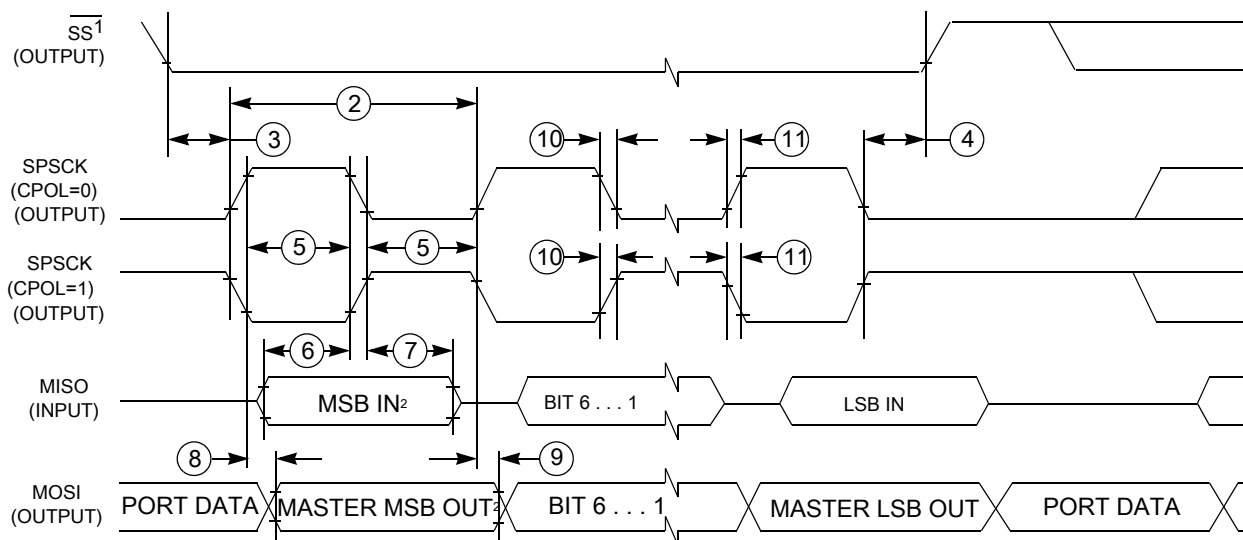 SS1
(OUTPUT)
2
3
10
11
4
SPSCK
(CPOL=0)
(OUTPUT)
5
5
10
11
SPSCK
(CPOL=1)
(OUTPUT)
6
7
MISO
(INPUT)
MSB IN2
BIT 6 . . . 1
LSB IN
8
9
MOSI
(OUTPUT)
PORT DATA
MASTER MSB OUT2
BIT 6 . . . 1
MASTER LSB OUT
PORT DATA